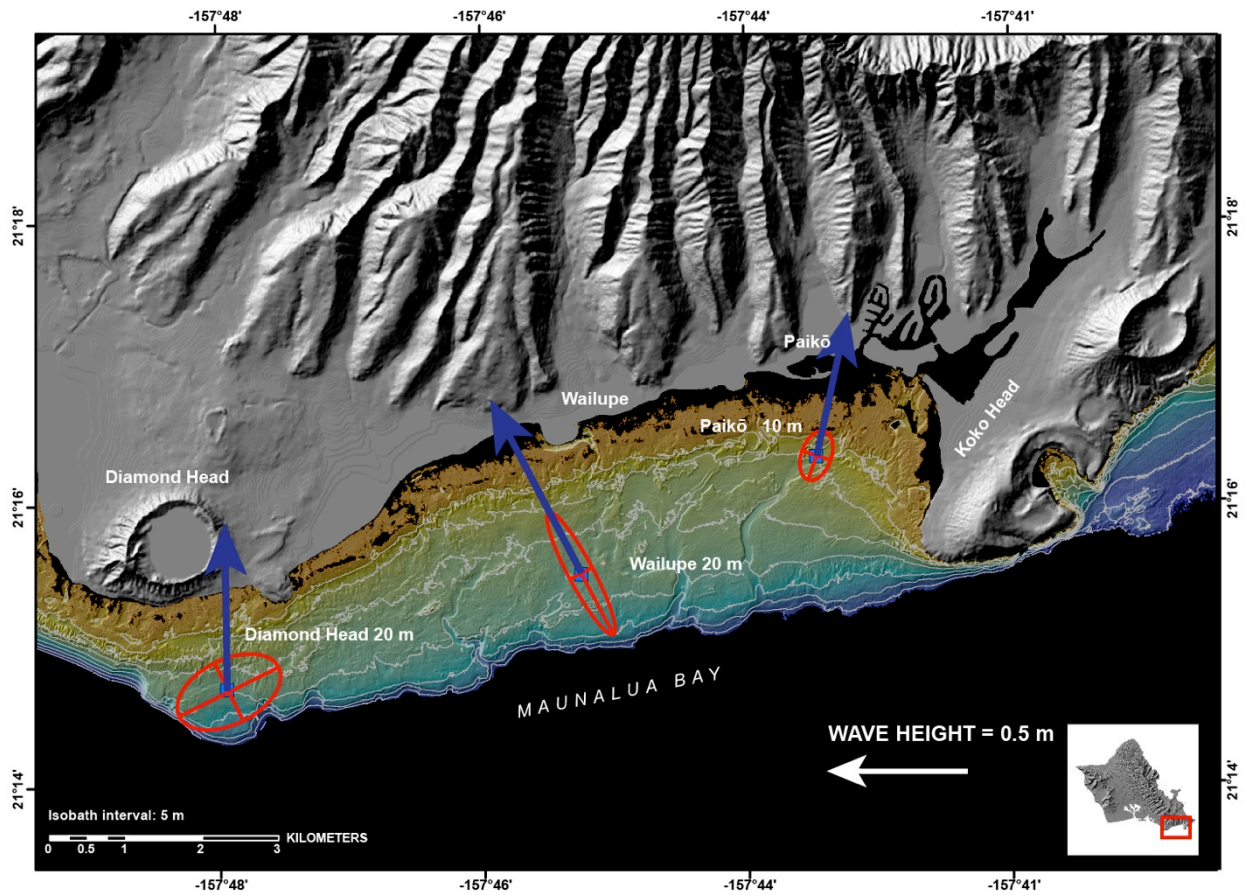 -157°48'
-157°46'
-157°44'
-157°41'
21°18'
21°18'
Paikō
Wailupe
Koko Head
Paikō 10 m
Diamond Head
21°16'
21°16'
Wailupe 20 m
Diamond Head 20 m
MAUNALUA BAY
WAVE HEIGHT = 0.5 m
21°14'
21°14'
Isobath interval: 5 m
KILOMETERS
0 0.5 1 2 3
-157°48'
-157°46'
-157°44'
-157°41'